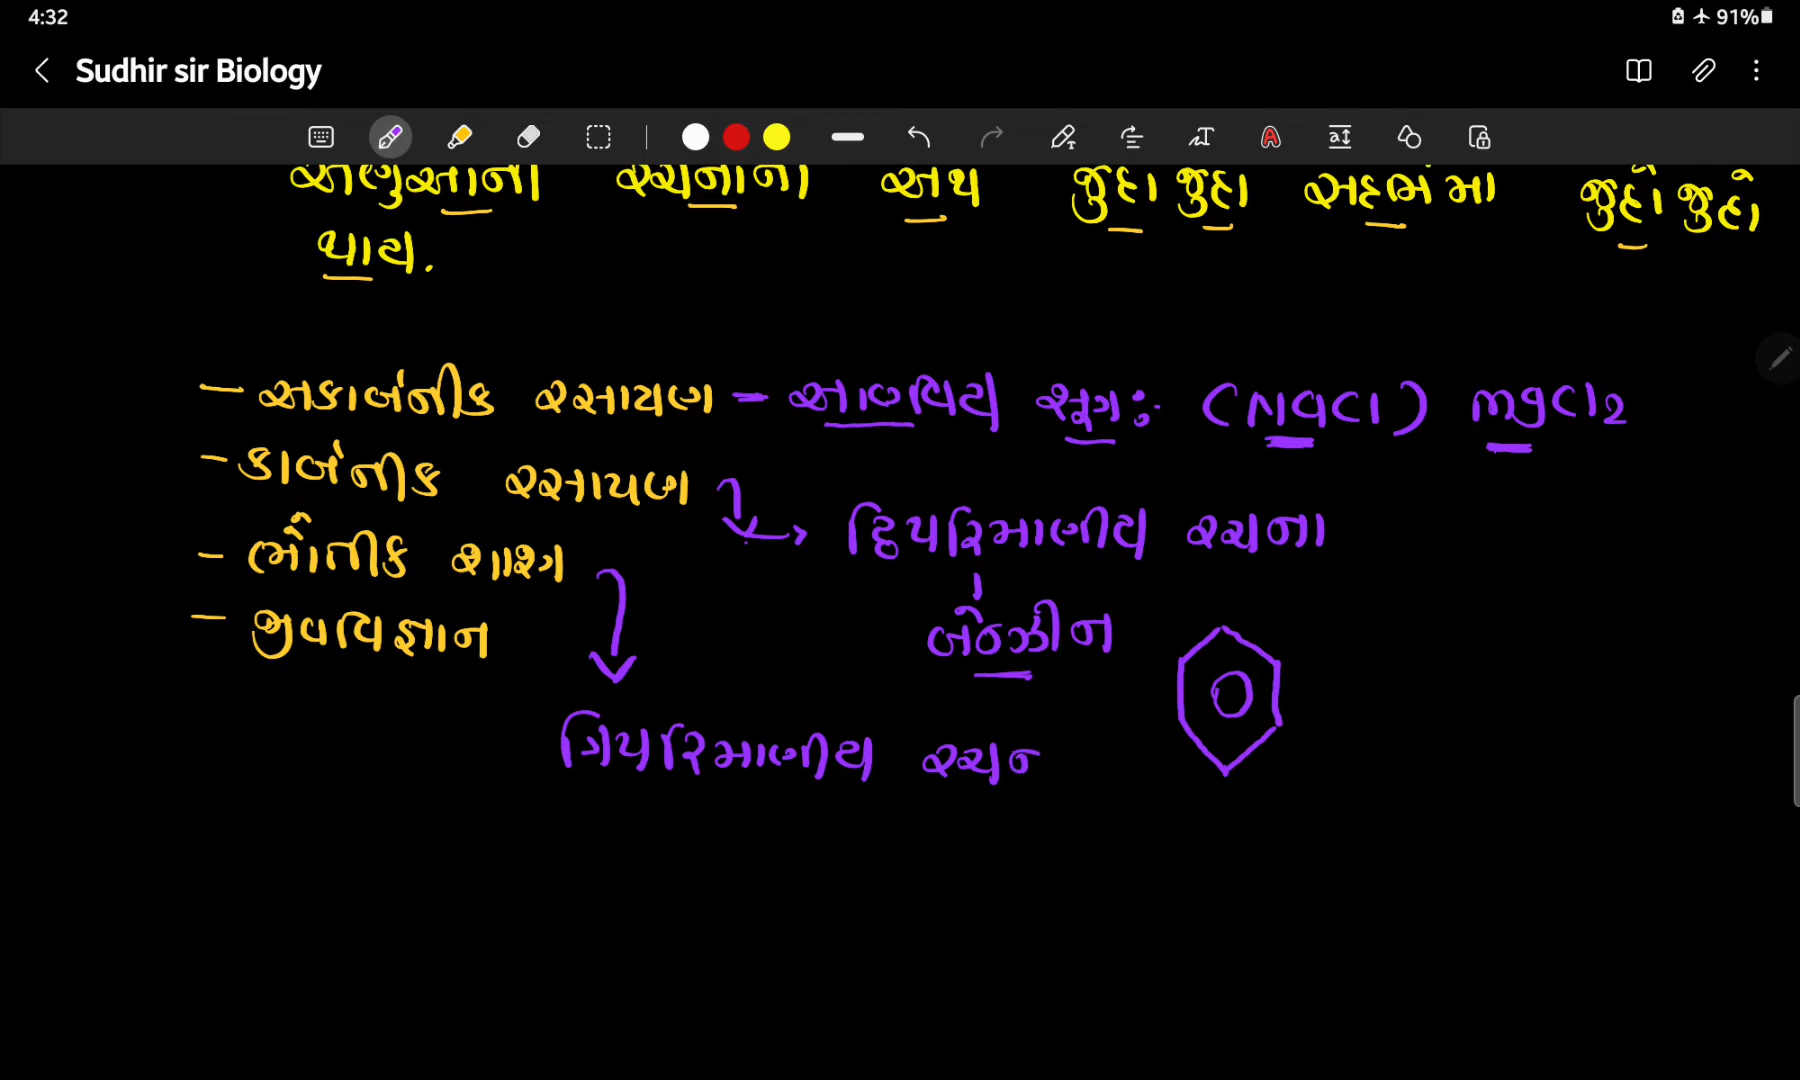 4:32
91%
Sudhir sir Biology
અણુઓની રચનાનો અર્થ જુદા જુદા સંદર્ભમાં જુદો જુદો
થાય.
– અકાર્બનીક રસાયણ – આણ્વિય સૂત્ર:- (NaCl) MgCl2
– કાર્બનીક રસાયણ
દ્વિપરિમાણીય રચના
– ભૌતીક શાશ્ત્ર
બેન્ઝીન
– જીવવિજ્ઞાન
ત્રિપરિમાણીય રચન